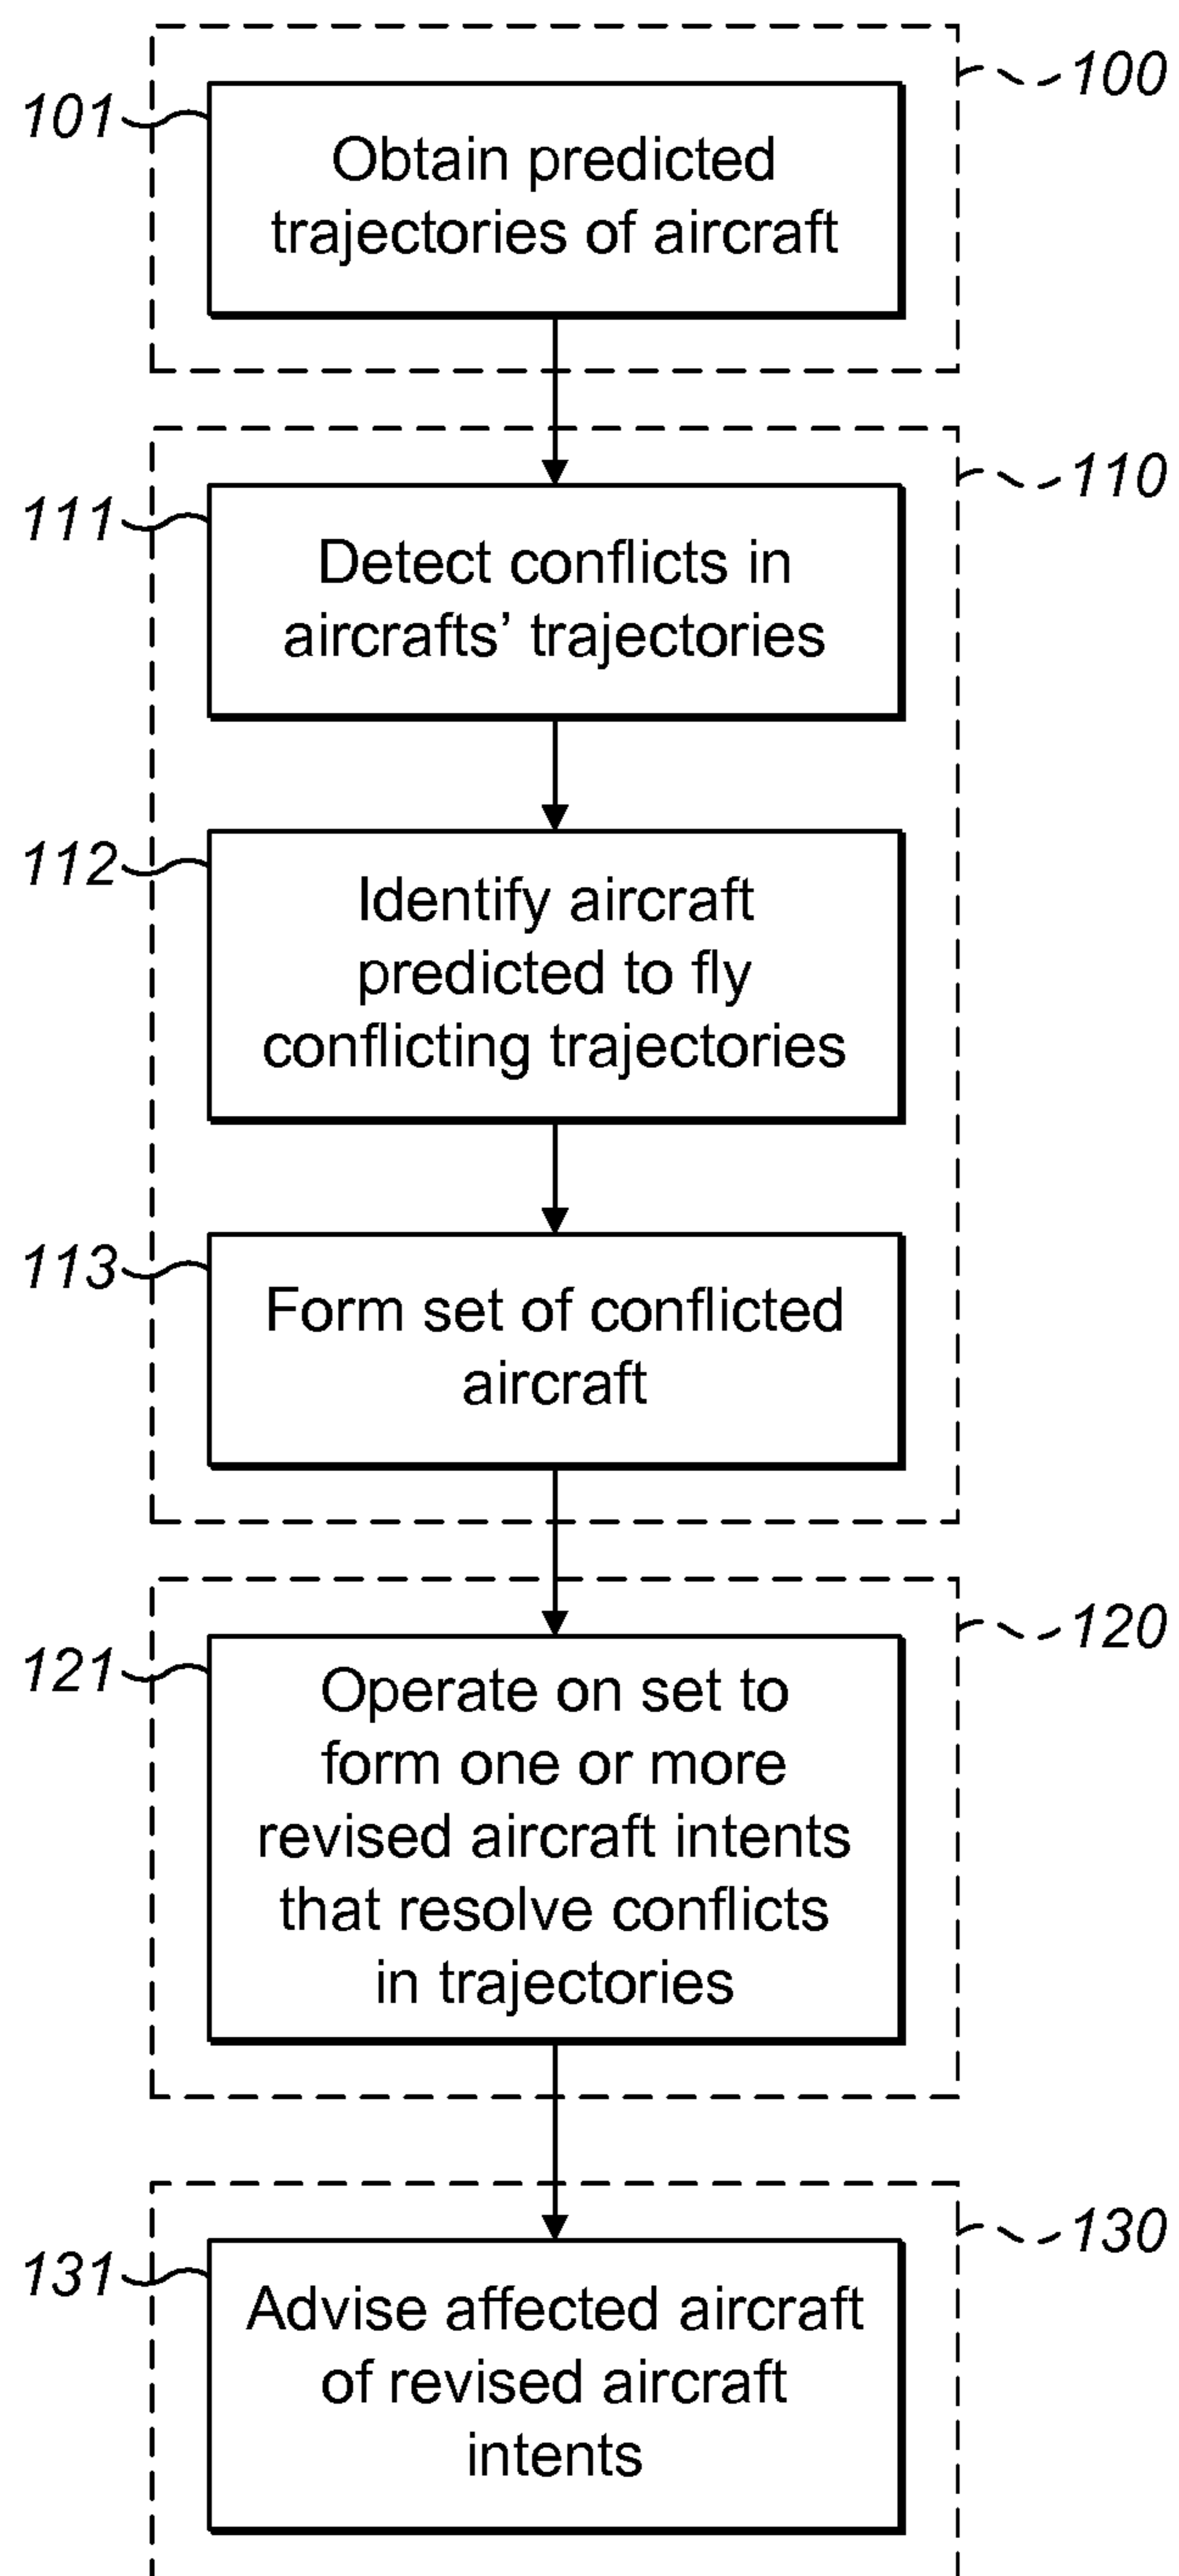 100
101
Obtain predicted
trajectories of aircraft
110
111
Detect conflicts in
aircrafts’ trajectories
112
Identify aircraft
predicted to fly
conflicting trajectories
113
Form set of conflicted
aircraft
120
121
Operate on set to
form one or more
revised aircraft intents
that resolve conflicts
in trajectories
130
131
Advise affected aircraft
of revised aircraft
intents